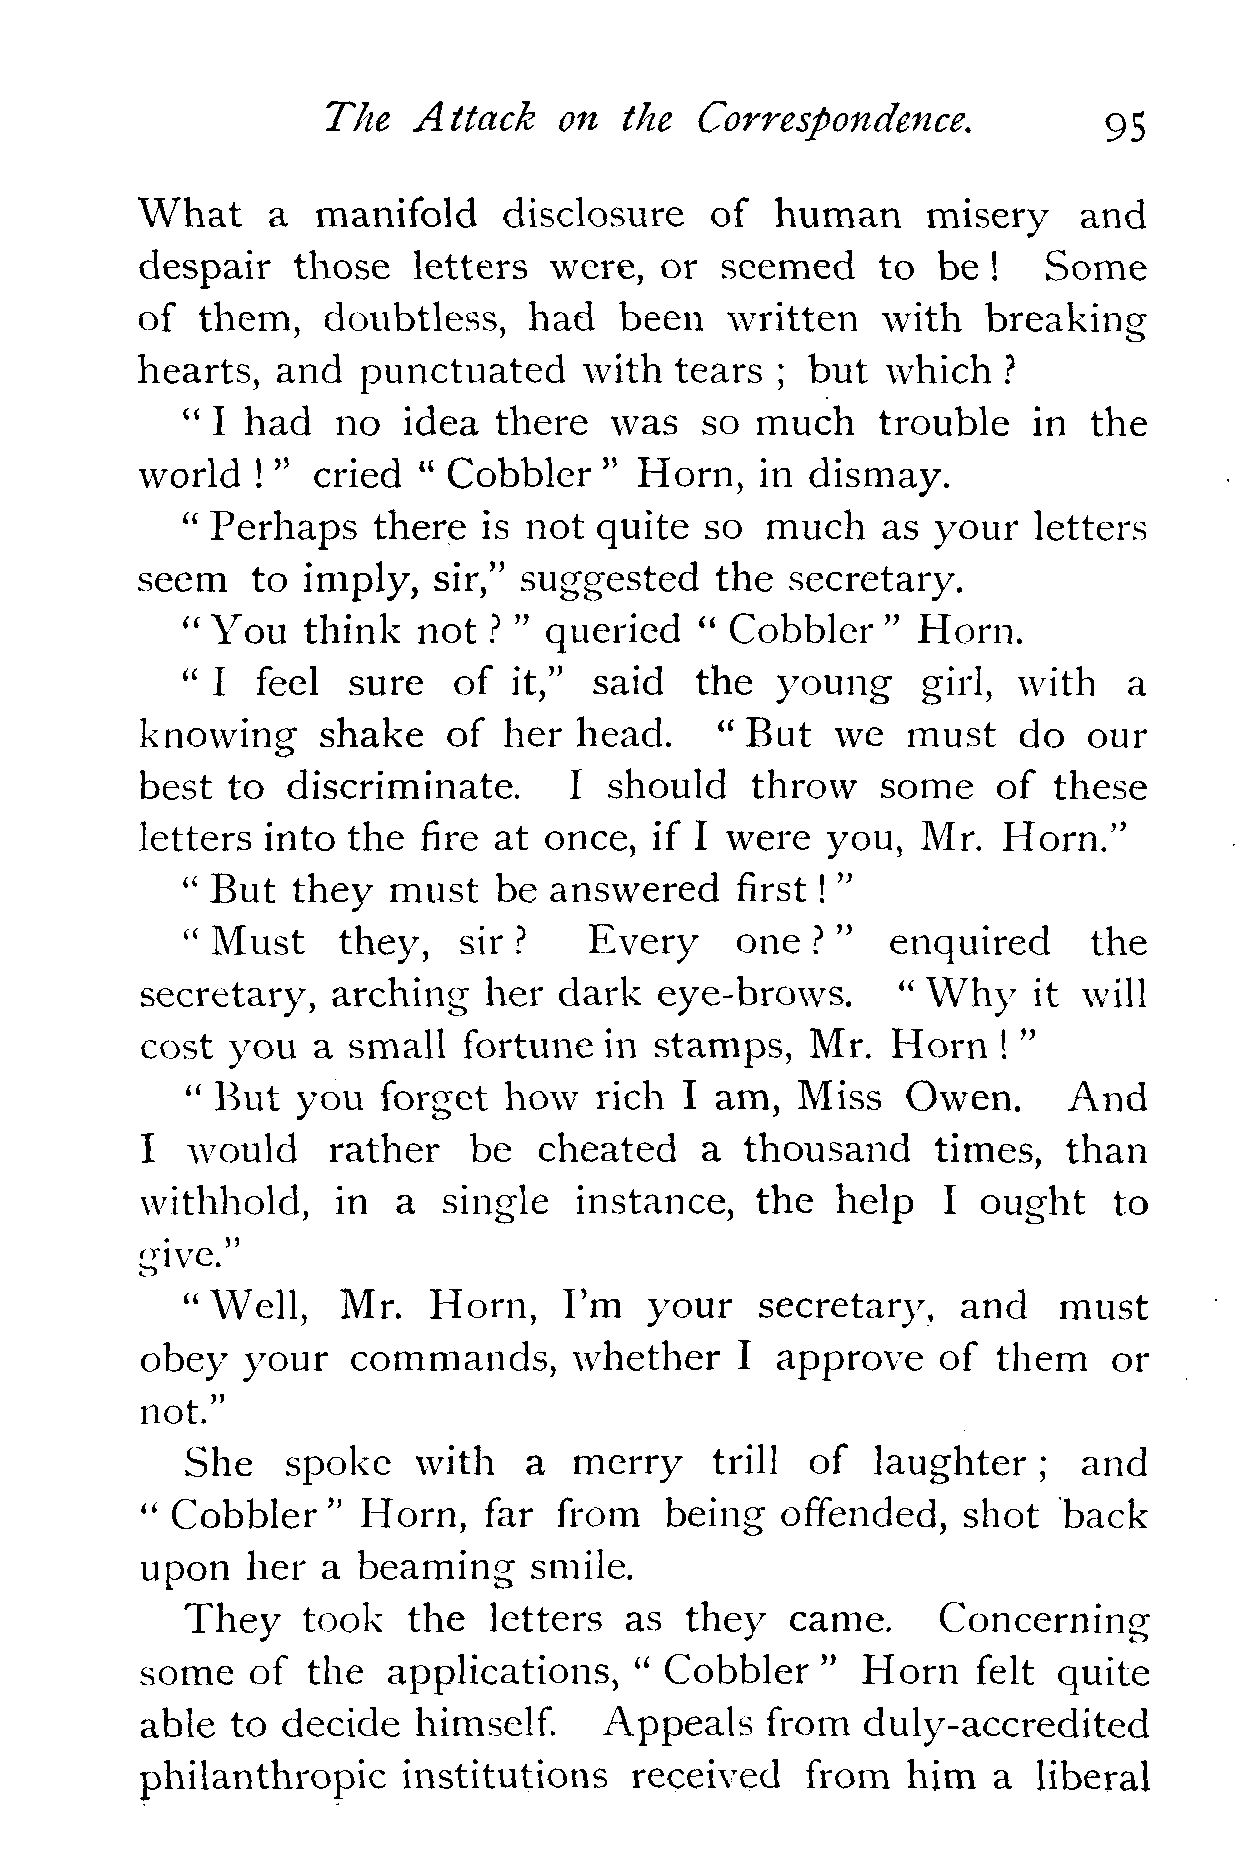 The Attack on the Correspondence. 95
What a manifold disclosure of human misery and
despair those letters were, or seemed to be ! Some
of them, doubtless, had been written with breaking
hearts, and punctuated with tears ; but which ?
" I had no idea there was so much trouble in the
world ! " cried " Cobbler " Horn, in dismay.
" Perhaps there is not quite so much as your letters
seem to imply, sir," suggested the secretary.
" You think not ? " queried " Cobbler " Horn.
" I feel sure of it," said the young girl, with a
knowing shake of her head. " But we must do our
best to discriminate. I should throw some of these
letters into the fire at once, if I were you, Mr. Horn."
" But they must be answered first ! "
" Must they, sir ? Every one ? " enquired the
secretary, arching her dark eye-brows. " Why it will
cost you a small fortune in stamps, Mr. Horn ! "
" But you forget how rich I am, Miss Owen. And
I would rather be cheated a thousand times, than
withhold, in a single instance, the help I ought to
give."
" Well, Mr. Horn, I'm your secretary, and must
obey your commands, whether I approve of them or
not."
She spoke with a merry trill of laughter ; and
" Cobbler " Horn, far from being offended, shot back
upon her a beaming smile.
They took the letters as they came. Concerning
some of the applications, " Cobbler " Horn felt quite
able to decide himself. Appeals from duly-accredited
philanthropic institutions received from him a liberal